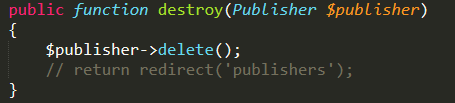 public function destroy(Publisher $publisher)
{
    $publisher->delete();
    // return redirect('publishers');
}